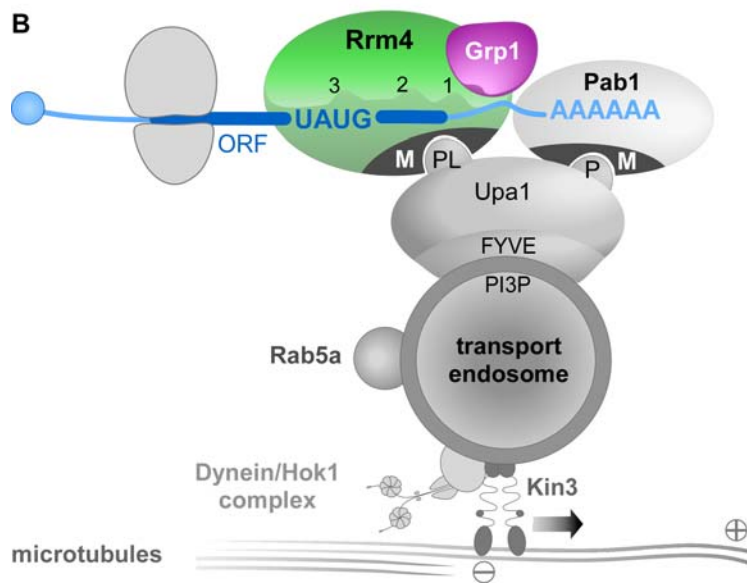 B
Rrm4
Grp1
Pab1
3 2 1
UAUG
AAAAAA
ORF
M PL
P M
Upa1
FYVE
PI3P
Rab5a
transport
endosome
Dynein/Hok1
complex
Kin3
microtubules
+
−